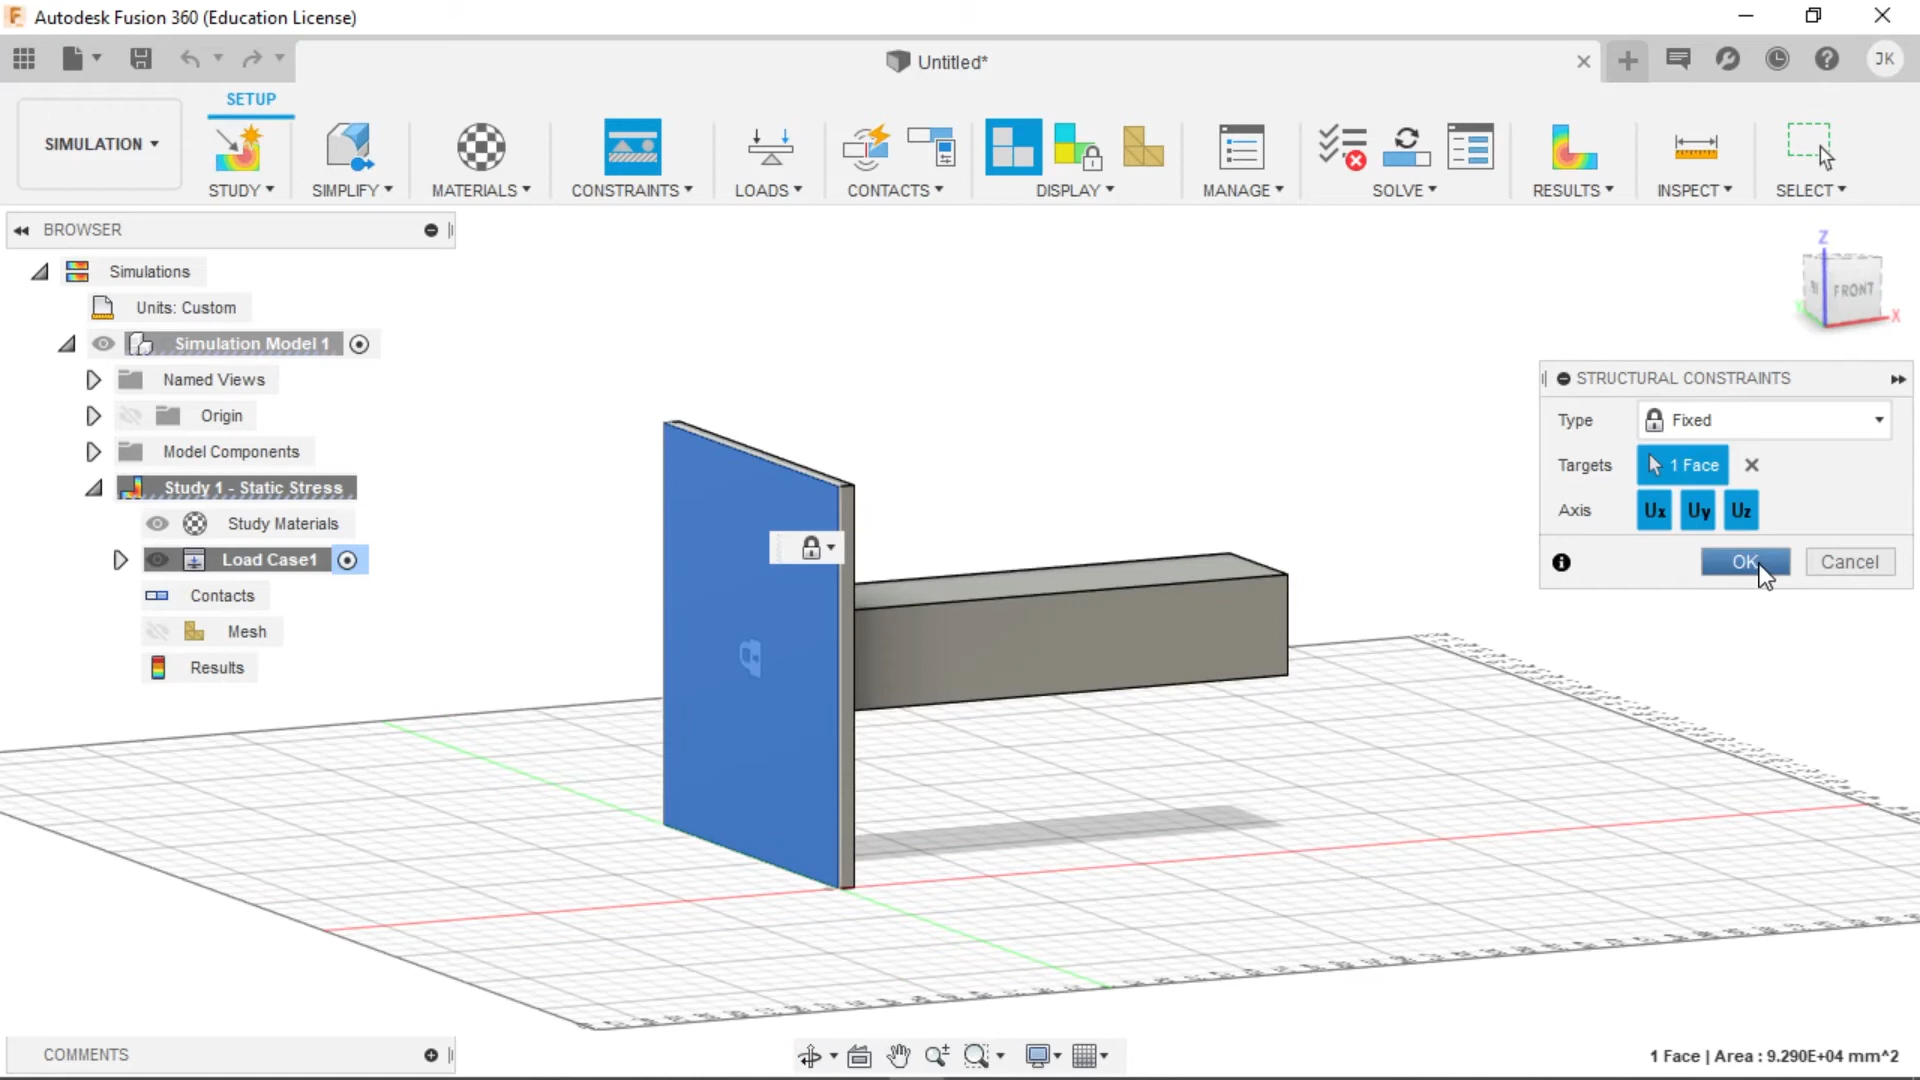 Autodesk Fusion 360 (Education License)
Untitled*
JK
SETUP
SIMULATION
STUDY
SIMPLIFY
MATERIALS
CONSTRAINTS
LOADS
CONTACTS
DISPLAY
MANAGE
SOLVE
RESULTS
INSPECT
SELECT
BROWSER
Simulations
Units: Custom
Simulation Model 1
Named Views
Origin
Model Components
Study 1 - Static Stress
Study Materials
Load Case1
Contacts
Mesh
Results
Z
FRONT
X
STRUCTURAL CONSTRAINTS
Type
Fixed
Targets
1 Face
Axis
Ux
Uy
Uz
OK
Cancel
COMMENTS
1 Face | Area : 9.290E+04 mm^2